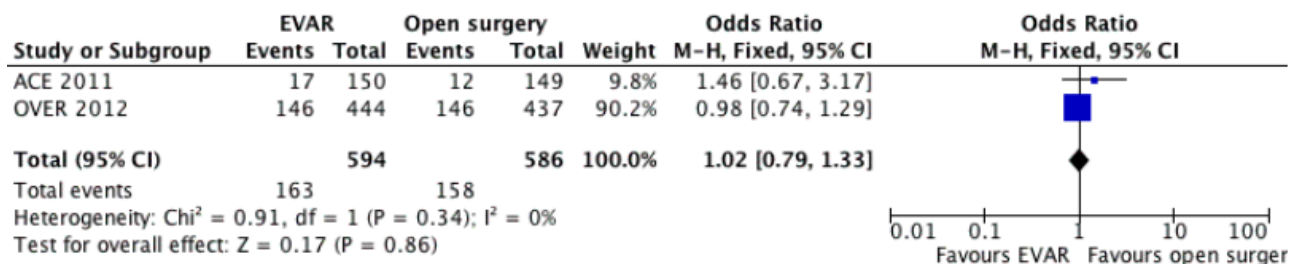 EVAR Open surgery Odds Ratio Odds Ratio
Study or Subgroup Events Total Events Total Weight M-H, Fixed, 95% CI M-H, Fixed, 95% CI
ACE 2011 17 150 12 149 9.8% 1.46 [0.67, 3.17]
OVER 2012 146 444 146 437 90.2% 0.98 [0.74, 1.29]
Total (95% CI) 594 586 100.0% 1.02 [0.79, 1.33]
Total events 163 158
Heterogeneity: Chi² = 0.91, df = 1 (P = 0.34); I² = 0%
Test for overall effect: Z = 0.17 (P = 0.86)
0.01 0.1 1 10 100
Favours EVAR Favours open surger